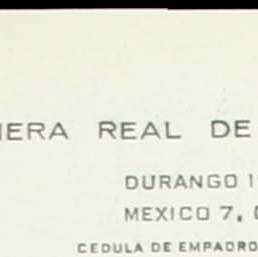 IERA REAL DE
DURANGO 1
MEXICO 7,
CEDULA DE EMPADRO